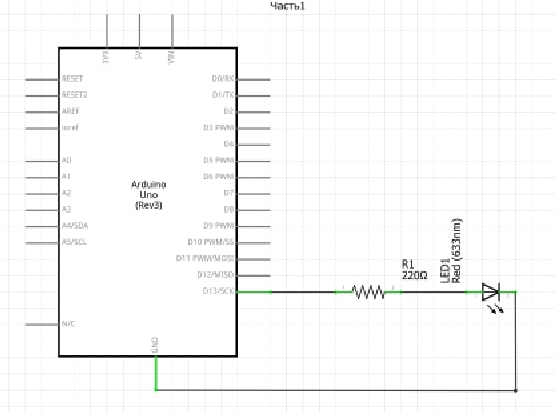 Часть1
3V3
5V
VIN
RESET
RESET2
AREF
ioref
A0
A1
A2
A3
A4/SDA
A5/SCL
N/C
Arduino
Uno
(Rev3)
D0/RX
D1/TX
D2
D3 PWM
D4
D5 PWM
D6 PWM
D7
D8
D9 PWM
D10 PWM/SS
D11 PWM/MOSI
D12/MISO
D13/SCK
GND
R1
220Ω
LED1
Red (633nm)